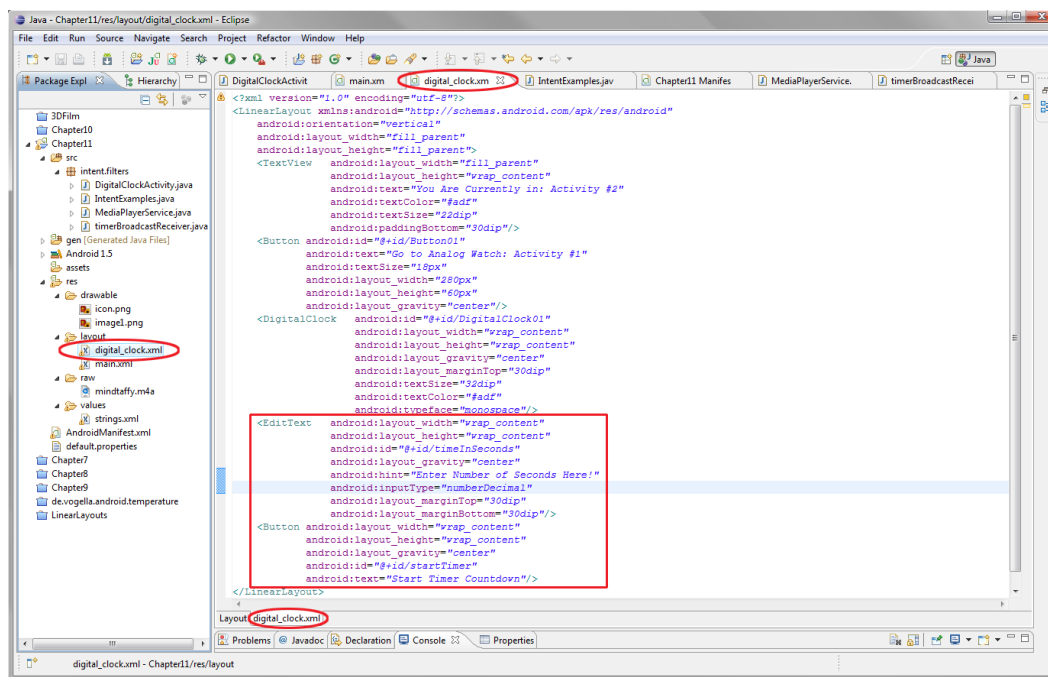 Java - Chapter11/res/layout/digital_clock.xml - Eclipse
File Edit Run Source Navigate Search Project Refactor Window Help
Java
Package Expl
Hierarchy
DigitalClockActivit
main.xm
digital_clock.xm
IntentExamples.jav
Chapter11 Manifes
MediaPlayerService.
timerBroadcastRecei
3DFilm
Chapter10
Chapter11
src
intent.filters
DigitalClockActivity.java
IntentExamples.java
MediaPlayerService.java
timerBroadcastReceiver.java
gen [Generated Java Files]
Android 1.5
assets
res
drawable
icon.png
image1.png
layout
digital_clock.xml
main.xml
raw
mindtaffy.m4a
values
strings.xml
AndroidManifest.xml
default.properties
Chapter7
Chapter8
Chapter9
de.vogella.android.temperature
LinearLayouts
<?xml version="1.0" encoding="utf-8"?>
<LinearLayout xmlns:android="http://schemas.android.com/apk/res/android"
android:orientation="vertical"
android:layout_width="fill_parent"
android:layout_height="fill_parent">
<TextView android:layout_width="fill_parent"
android:layout_height="wrap_content"
android:text="You Are Currently in: Activity #2"
android:textColor="#adf"
android:textSize="22dip"
android:paddingBottom="30dip"/>
<Button android:id="@+id/Button01"
android:text="Go to Analog Watch: Activity #1"
android:textSize="18px"
android:layout_width="280px"
android:layout_height="60px"
android:layout_gravity="center"/>
<DigitalClock android:id="@+id/DigitalClock01"
android:layout_width="wrap_content"
android:layout_height="wrap_content"
android:layout_gravity="center"
android:layout_marginTop="30dip"
android:textSize="32dip"
android:textColor="#adf"
android:typeface="monospace"/>
<EditText android:layout_width="wrap_content"
android:layout_height="wrap_content"
android:id="@+id/timeInSeconds"
android:layout_gravity="center"
android:hint="Enter Number of Seconds Here!"
android:inputType="numberDecimal"
android:layout_marginTop="30dip"
android:layout_marginBottom="30dip"/>
<Button android:layout_width="wrap_content"
android:layout_height="wrap_content"
android:layout_gravity="center"
android:id="@+id/startTimer"
android:text="Start Timer Countdown"/>
</LinearLayout>
Layout digital_clock.xml
Problems @ Javadoc Declaration Console Properties
digital_clock.xml - Chapter11/res/layout